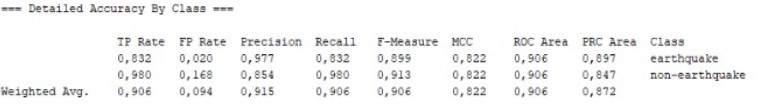 === Detailed Accuracy By Class ===
TP Rate FP Rate Precision Recall F-Measure MCC ROC Area PRC Area Class
0,832 0,020 0,977 0,832 0,899 0,822 0,906 0,897 earthquake
0,980 0,168 0,854 0,980 0,913 0,822 0,906 0,847 non-earthquake
Weighted Avg. 0,906 0,094 0,915 0,906 0,906 0,822 0,906 0,872